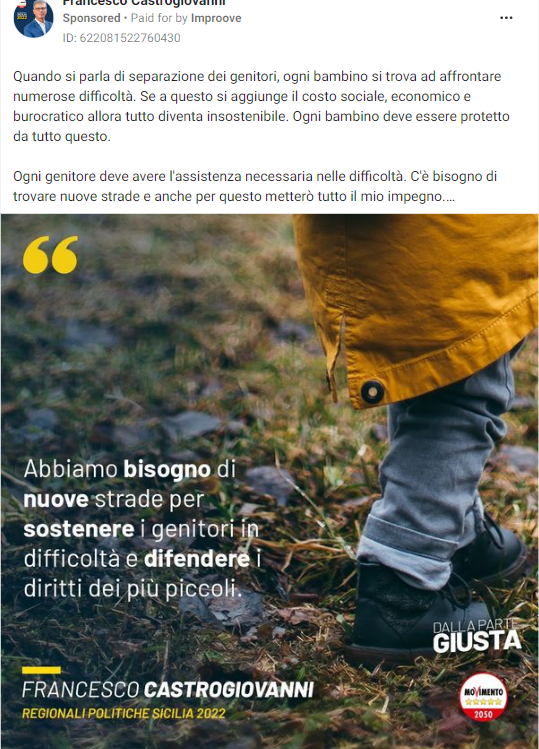 Francesco Castrogiovanni
Sponsored • Paid for by Improove
ID: 622081522760430
Quando si parla di separazione dei genitori, ogni bambino si trova ad affrontare
numerose difficoltà. Se a questo si aggiunge il costo sociale, economico e
burocratico allora tutto diventa insostenibile. Ogni bambino deve essere protetto
da tutto questo.
Ogni genitore deve avere l'assistenza necessaria nelle difficoltà. C'è bisogno di
trovare nuove strade e anche per questo metterò tutto il mio impegno....
Abbiamo bisogno di
nuove strade per
sostenere i genitori in
difficoltà e difendere i
diritti dei più piccoli.
DALLA PARTE
GIUSTA
FRANCESCO CASTROGIOVANNI
REGIONALI POLITICHE SICILIA 2022
MOVIMENTO
2050